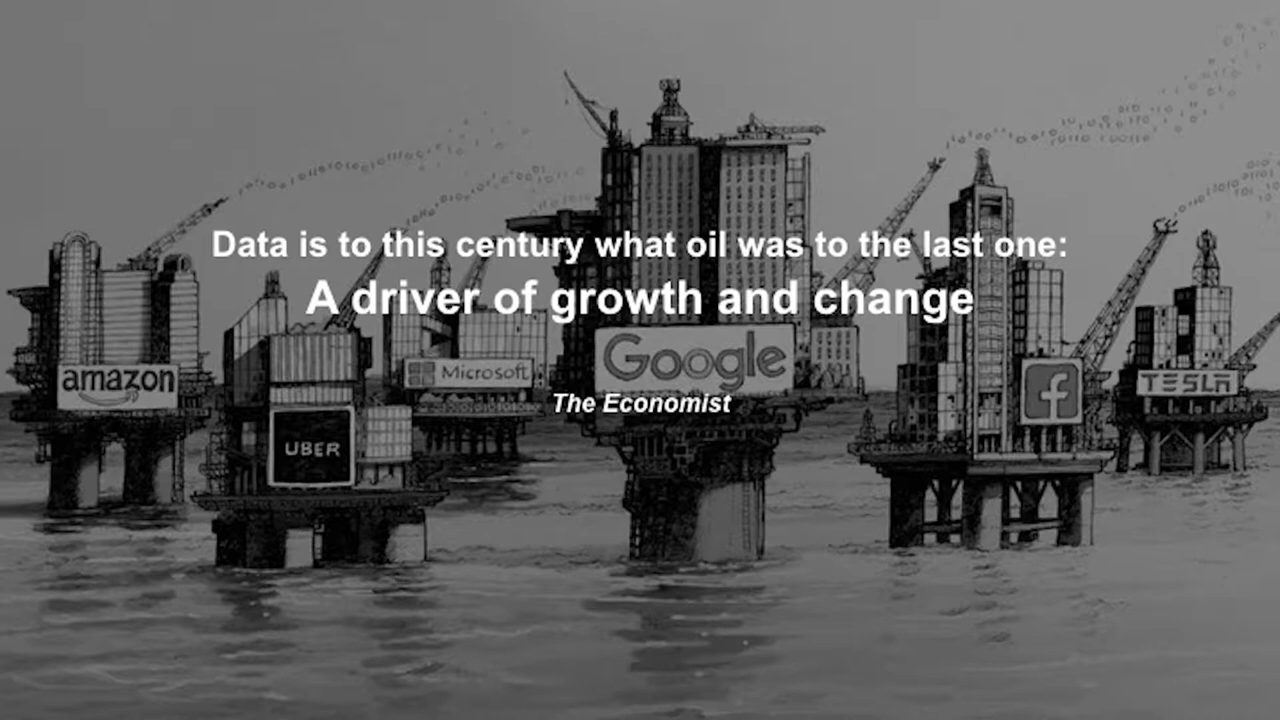 Data is to this century what oil was to the last one:
A driver of growth and change
Google
amazon
Microsoft
f
TESLA
The Economist
UBER